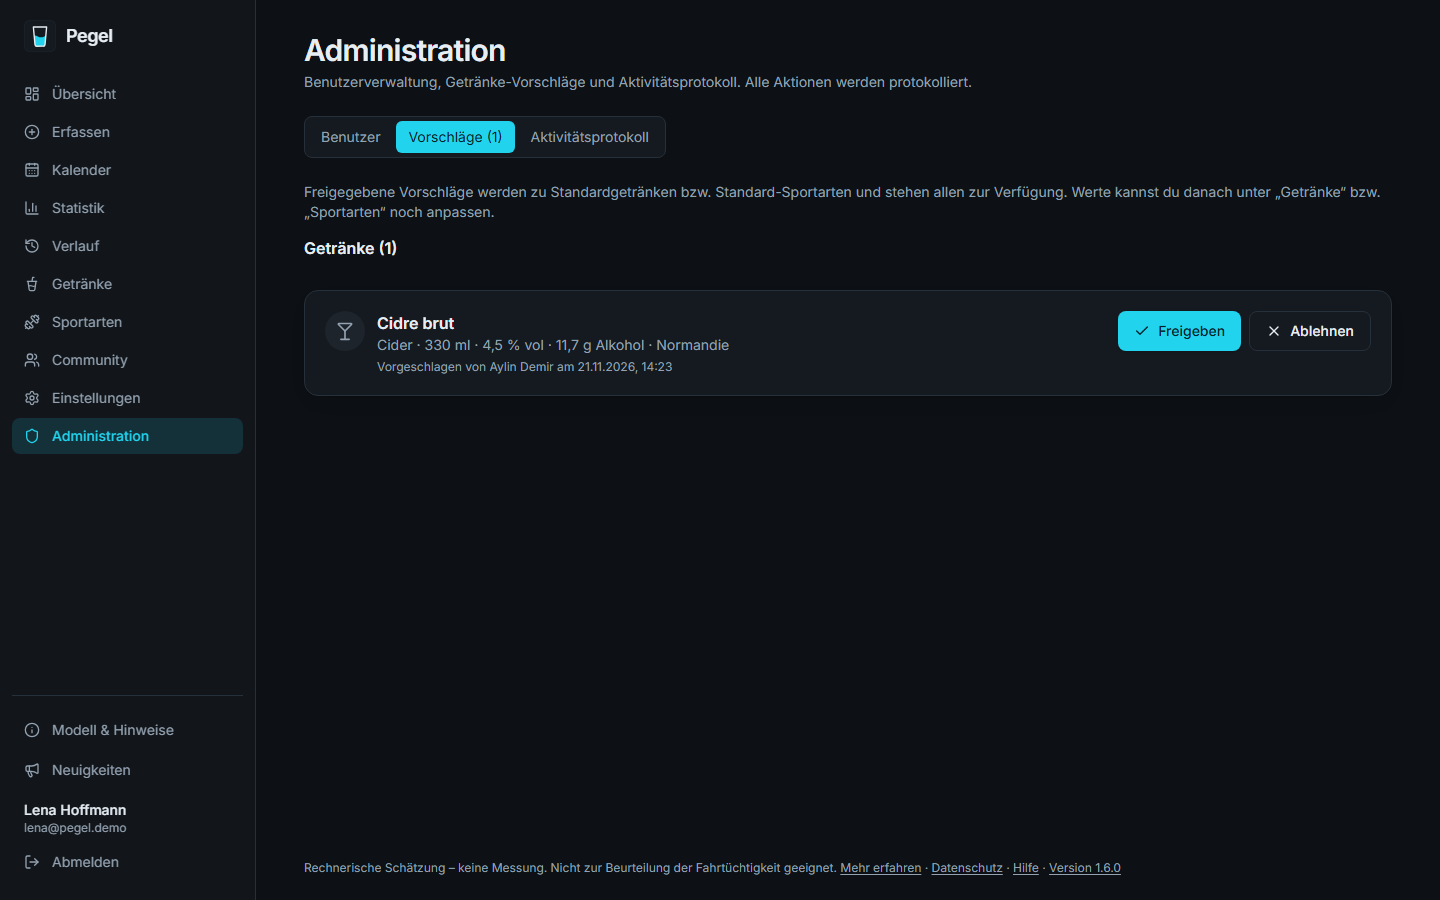 Pegel
Übersicht
Erfassen
Kalender
Statistik
Verlauf
Getränke
Sportarten
Community
Einstellungen
Administration
Modell & Hinweise
Neuigkeiten
Lena Hoffmann
lena@pegel.demo
Abmelden
Administration
Benutzerverwaltung, Getränke-Vorschläge und Aktivitätsprotokoll. Alle Aktionen werden protokolliert.
Benutzer Vorschläge (1) Aktivitätsprotokoll
Freigegebene Vorschläge werden zu Standardgetränken bzw. Standard-Sportarten und stehen allen zur Verfügung. Werte kannst du danach unter „Getränke“ bzw.
„Sportarten“ noch anpassen.
Getränke (1)
Cidre brut
Cider · 330 ml · 4,5 % vol · 11,7 g Alkohol · Normandie
Vorgeschlagen von Aylin Demir am 21.11.2026, 14:23
Freigeben Ablehnen
Rechnerische Schätzung – keine Messung. Nicht zur Beurteilung der Fahrtüchtigkeit geeignet. Mehr erfahren · Datenschutz · Hilfe · Version 1.6.0